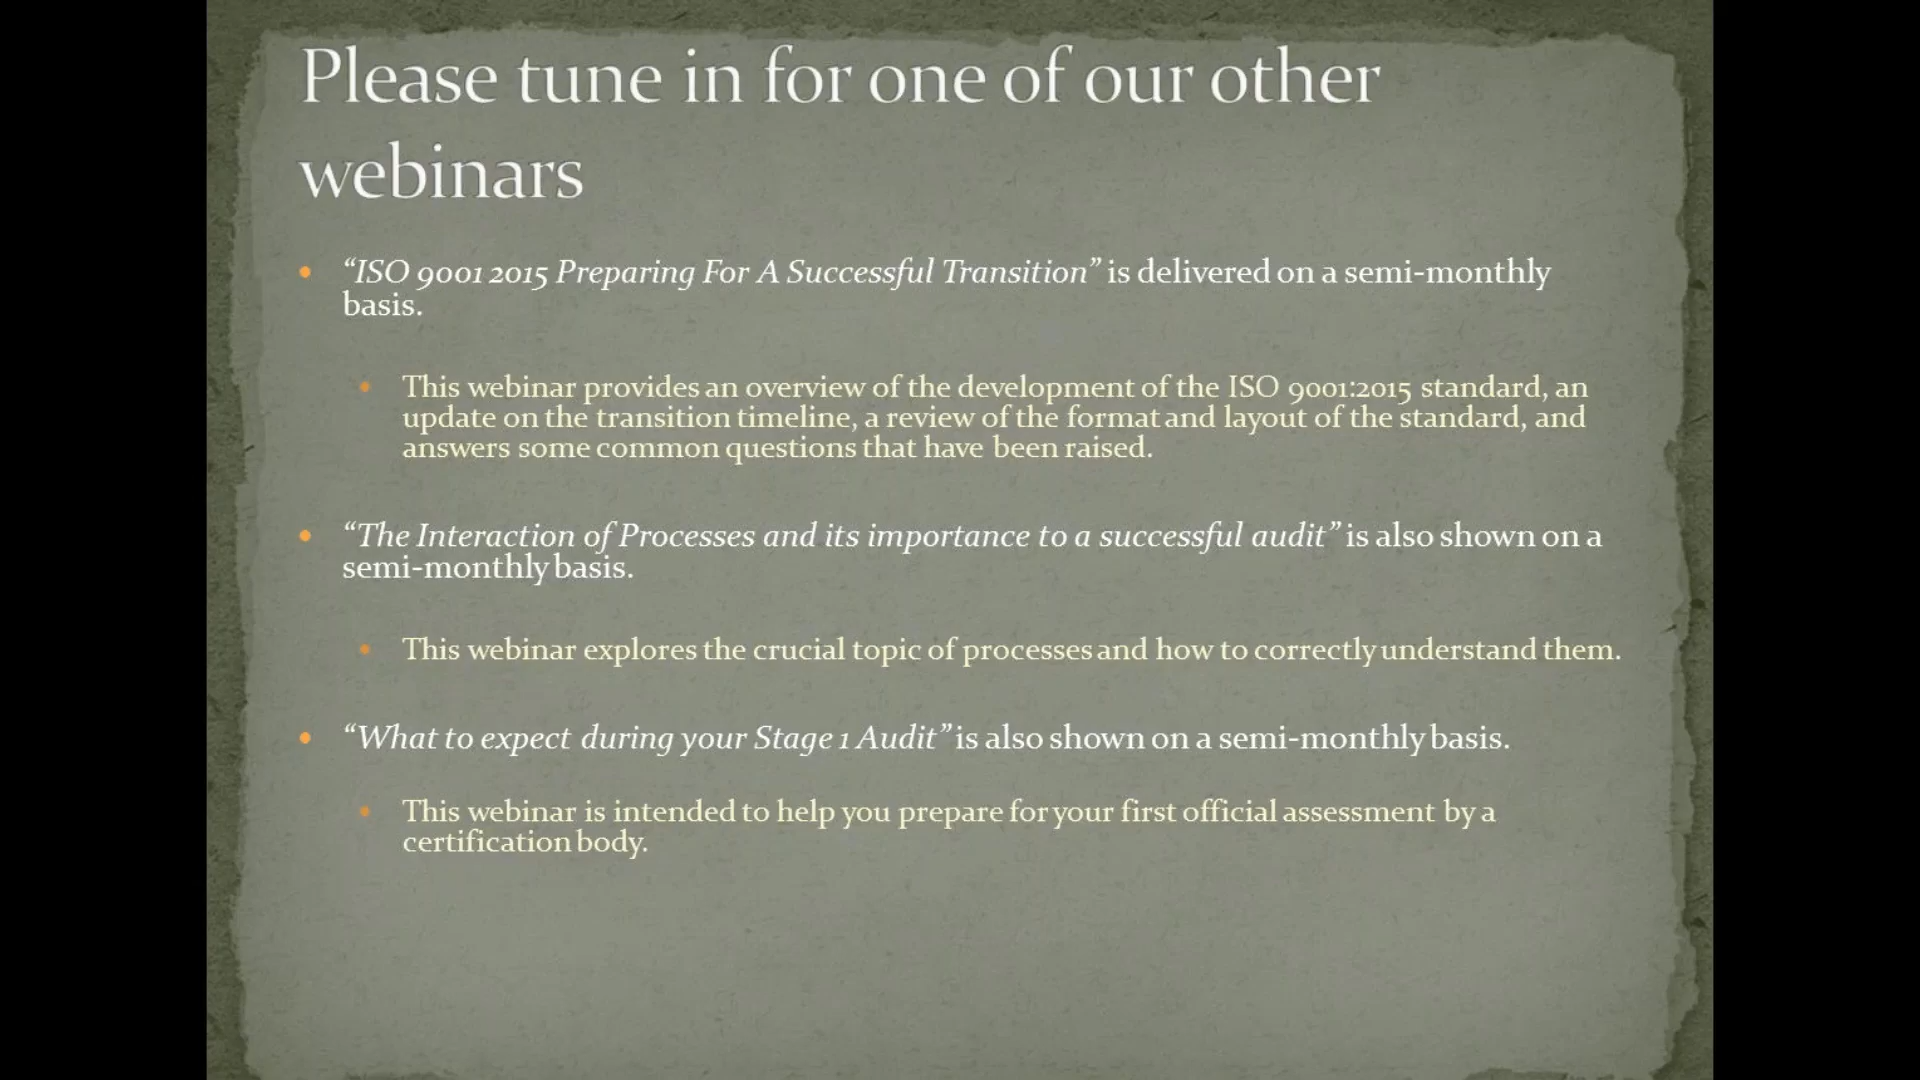 Please tune in for one of our other
webinars
“ISO 9001 2015 Preparing For A Successful Transition” is delivered on a semi-monthly
basis.
This webinar provides an overview of the development of the ISO 9001:2015 standard, an
update on the transition timeline, a review of the format and layout of the standard, and
answers some common questions that have been raised.
“The Interaction of Processes and its importance to a successful audit” is also shown on a
semi-monthly basis.
This webinar explores the crucial topic of processes and how to correctly understand them.
“What to expect during your Stage 1 Audit” is also shown on a semi-monthly basis.
This webinar is intended to help you prepare for your first official assessment by a
certification body.